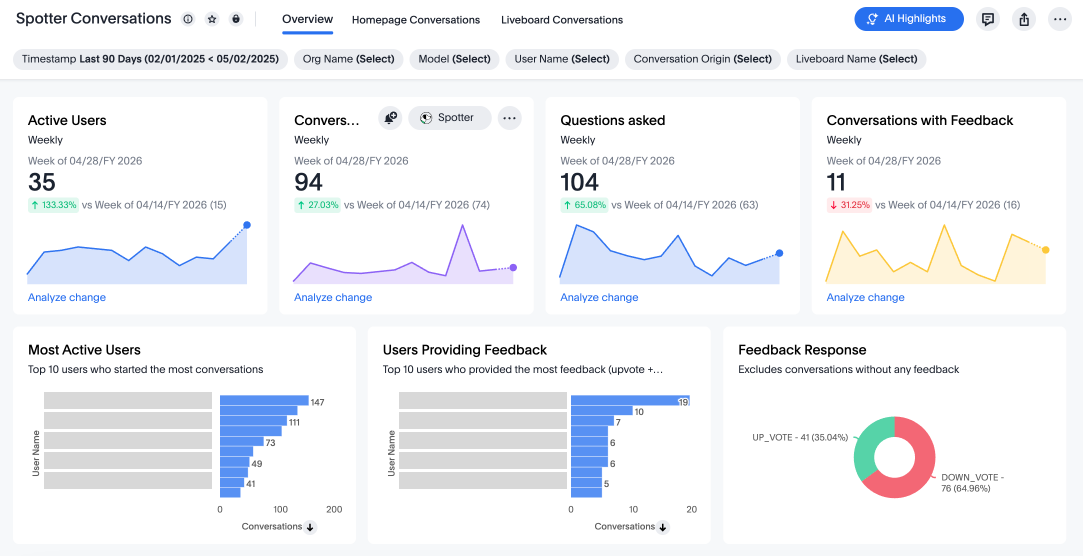 Spotter Conversations
Overview
Homepage Conversations
Liveboard Conversations
AI Highlights
Timestamp Last 90 Days (02/01/2025 < 05/02/2025)
Org Name (Select)
Model (Select)
User Name (Select)
Conversation Origin (Select)
Liveboard Name (Select)
Active Users
Weekly
Week of 04/28/FY 2026
35
↑ 133.33% vs Week of 04/14/FY 2026 (15)
Analyze change
Convers...
Spotter
Weekly
Week of 04/28/FY 2026
94
↑ 27.03% vs Week of 04/14/FY 2026 (74)
Analyze change
Questions asked
Weekly
Week of 04/28/FY 2026
104
↑ 65.08% vs Week of 04/14/FY 2026 (63)
Analyze change
Conversations with Feedback
Weekly
Week of 04/28/FY 2026
11
↓ 31.25% vs Week of 04/14/FY 2026 (16)
Analyze change
Most Active Users
Top 10 users who started the most conversations
User Name
147
111
73
49
41
0 100 200
Conversations ↓
Users Providing Feedback
Top 10 users who provided the most feedback (upvote +...
User Name
19
10
7
6
6
5
0 10 20
Conversations ↓
Feedback Response
Excludes conversations without any feedback
UP_VOTE - 41 (35.04%)
DOWN_VOTE -
76 (64.96%)